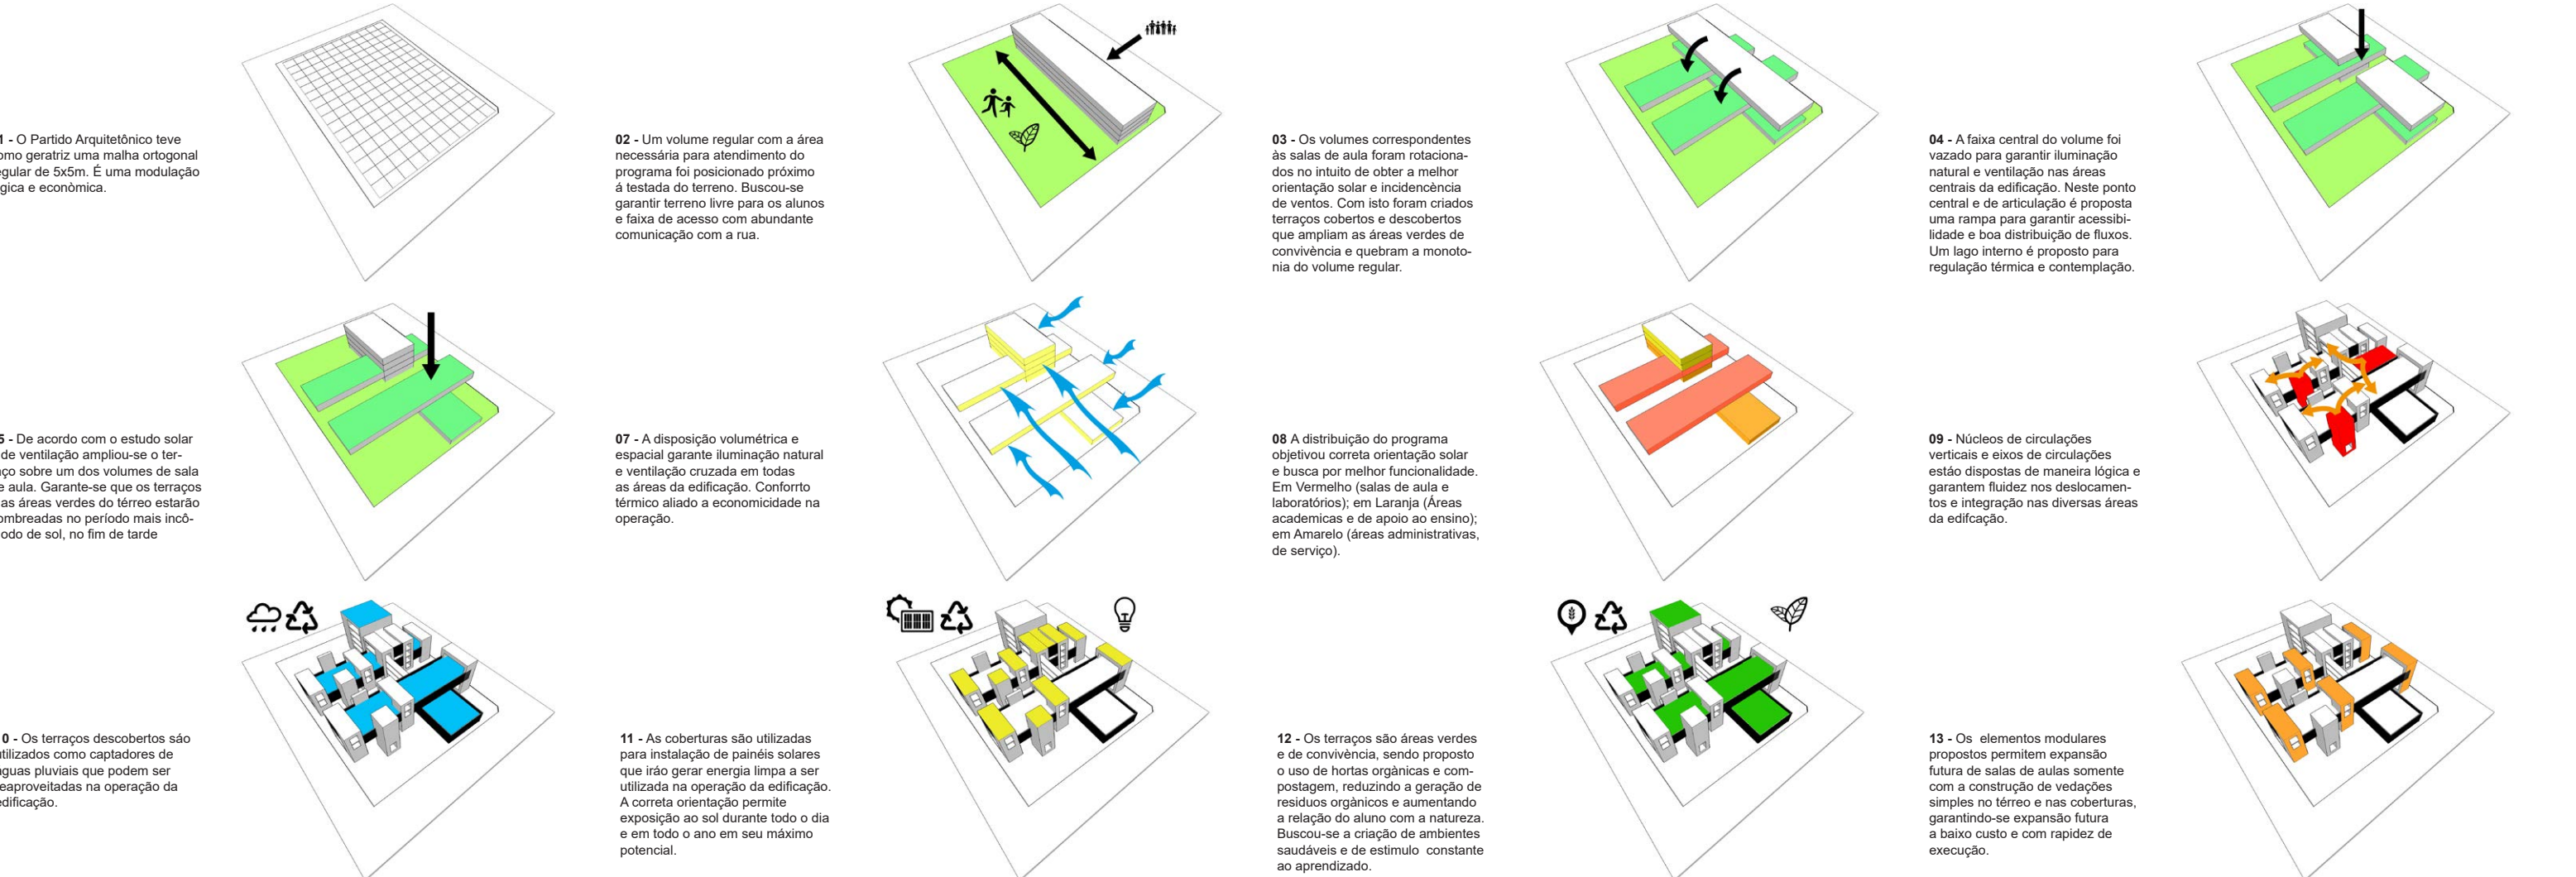 1 - O Partido Arquitetônico teve
omo geratriz uma malha ortogonal
egular de 5x5m. É uma modulação
gica e econòmica.
02 - Um volume regular com a área
necessária para atendimento do
programa foi posicionado próximo
á testada do terreno. Buscou-se
garantir terreno livre para os alunos
e faixa de acesso com abundante
comunicação com a rua.
03 - Os volumes correspondentes
às salas de aula foram rotaciona-
dos no intuito de obter a melhor
orientação solar e incidencència
de ventos. Com isto foram criados
terraços cobertos e descobertos
que ampliam as áreas verdes de
convivència e quebram a monoto-
nia do volume regular.
04 - A faixa central do volume foi
vazado para garantir iluminação
natural e ventilação nas áreas
centrais da edificação. Neste ponto
central e de articulação é proposta
uma rampa para garantir acessibi-
lidade e boa distribuição de fluxos.
Um lago interno é proposto para
regulação térmica e contemplação.
5 - De acordo com o estudo solar
de ventilação ampliou-se o ter-
aço sobre um dos volumes de sala
e aula. Garante-se que os terraços
as áreas verdes do térreo estarão
ombreadas no período mais incô-
odo de sol, no fim de tarde
07 - A disposição volumétrica e
espacial garante iluminação natural
e ventilação cruzada em todas
as áreas da edificação. Conforrto
térmico aliado a economicidade na
operação.
08 A distribuição do programa
objetivou correta orientação solar
e busca por melhor funcionalidade.
Em Vermelho (salas de aula e
laboratórios); em Laranja (Áreas
academicas e de apoio ao ensino);
em Amarelo (áreas administrativas,
de serviço).
09 - Núcleos de circulações
verticais e eixos de circulações
estáo dispostas de maneira lógica e
garantem fluidez nos deslocamen-
tos e integração nas diversas áreas
da edifcação.
10 - Os terraços descobertos sáo
utilizados como captadores de
águas pluviais que podem ser
reaproveitadas na operação da
edificação.
11 - As coberturas são utilizadas
para instalação de painéis solares
que iráo gerar energia limpa a ser
utilizada na operação da edificação.
A correta orientação permite
exposição ao sol durante todo o dia
e em todo o ano em seu máximo
potencial.
12 - Os terraços são áreas verdes
e de convivència, sendo proposto
o uso de hortas orgànicas e com-
postagem, reduzindo a geração de
residuos orgànicos e aumentando
a relação do aluno com a natureza.
Buscou-se a criação de ambientes
saudáveis e de estimulo constante
ao aprendizado.
13 - Os elementos modulares
propostos permitem expansão
futura de salas de aulas somente
com a construção de vedações
simples no térreo e nas coberturas,
garantindo-se expansão futura
a baixo custo e com rapidez de
execução.